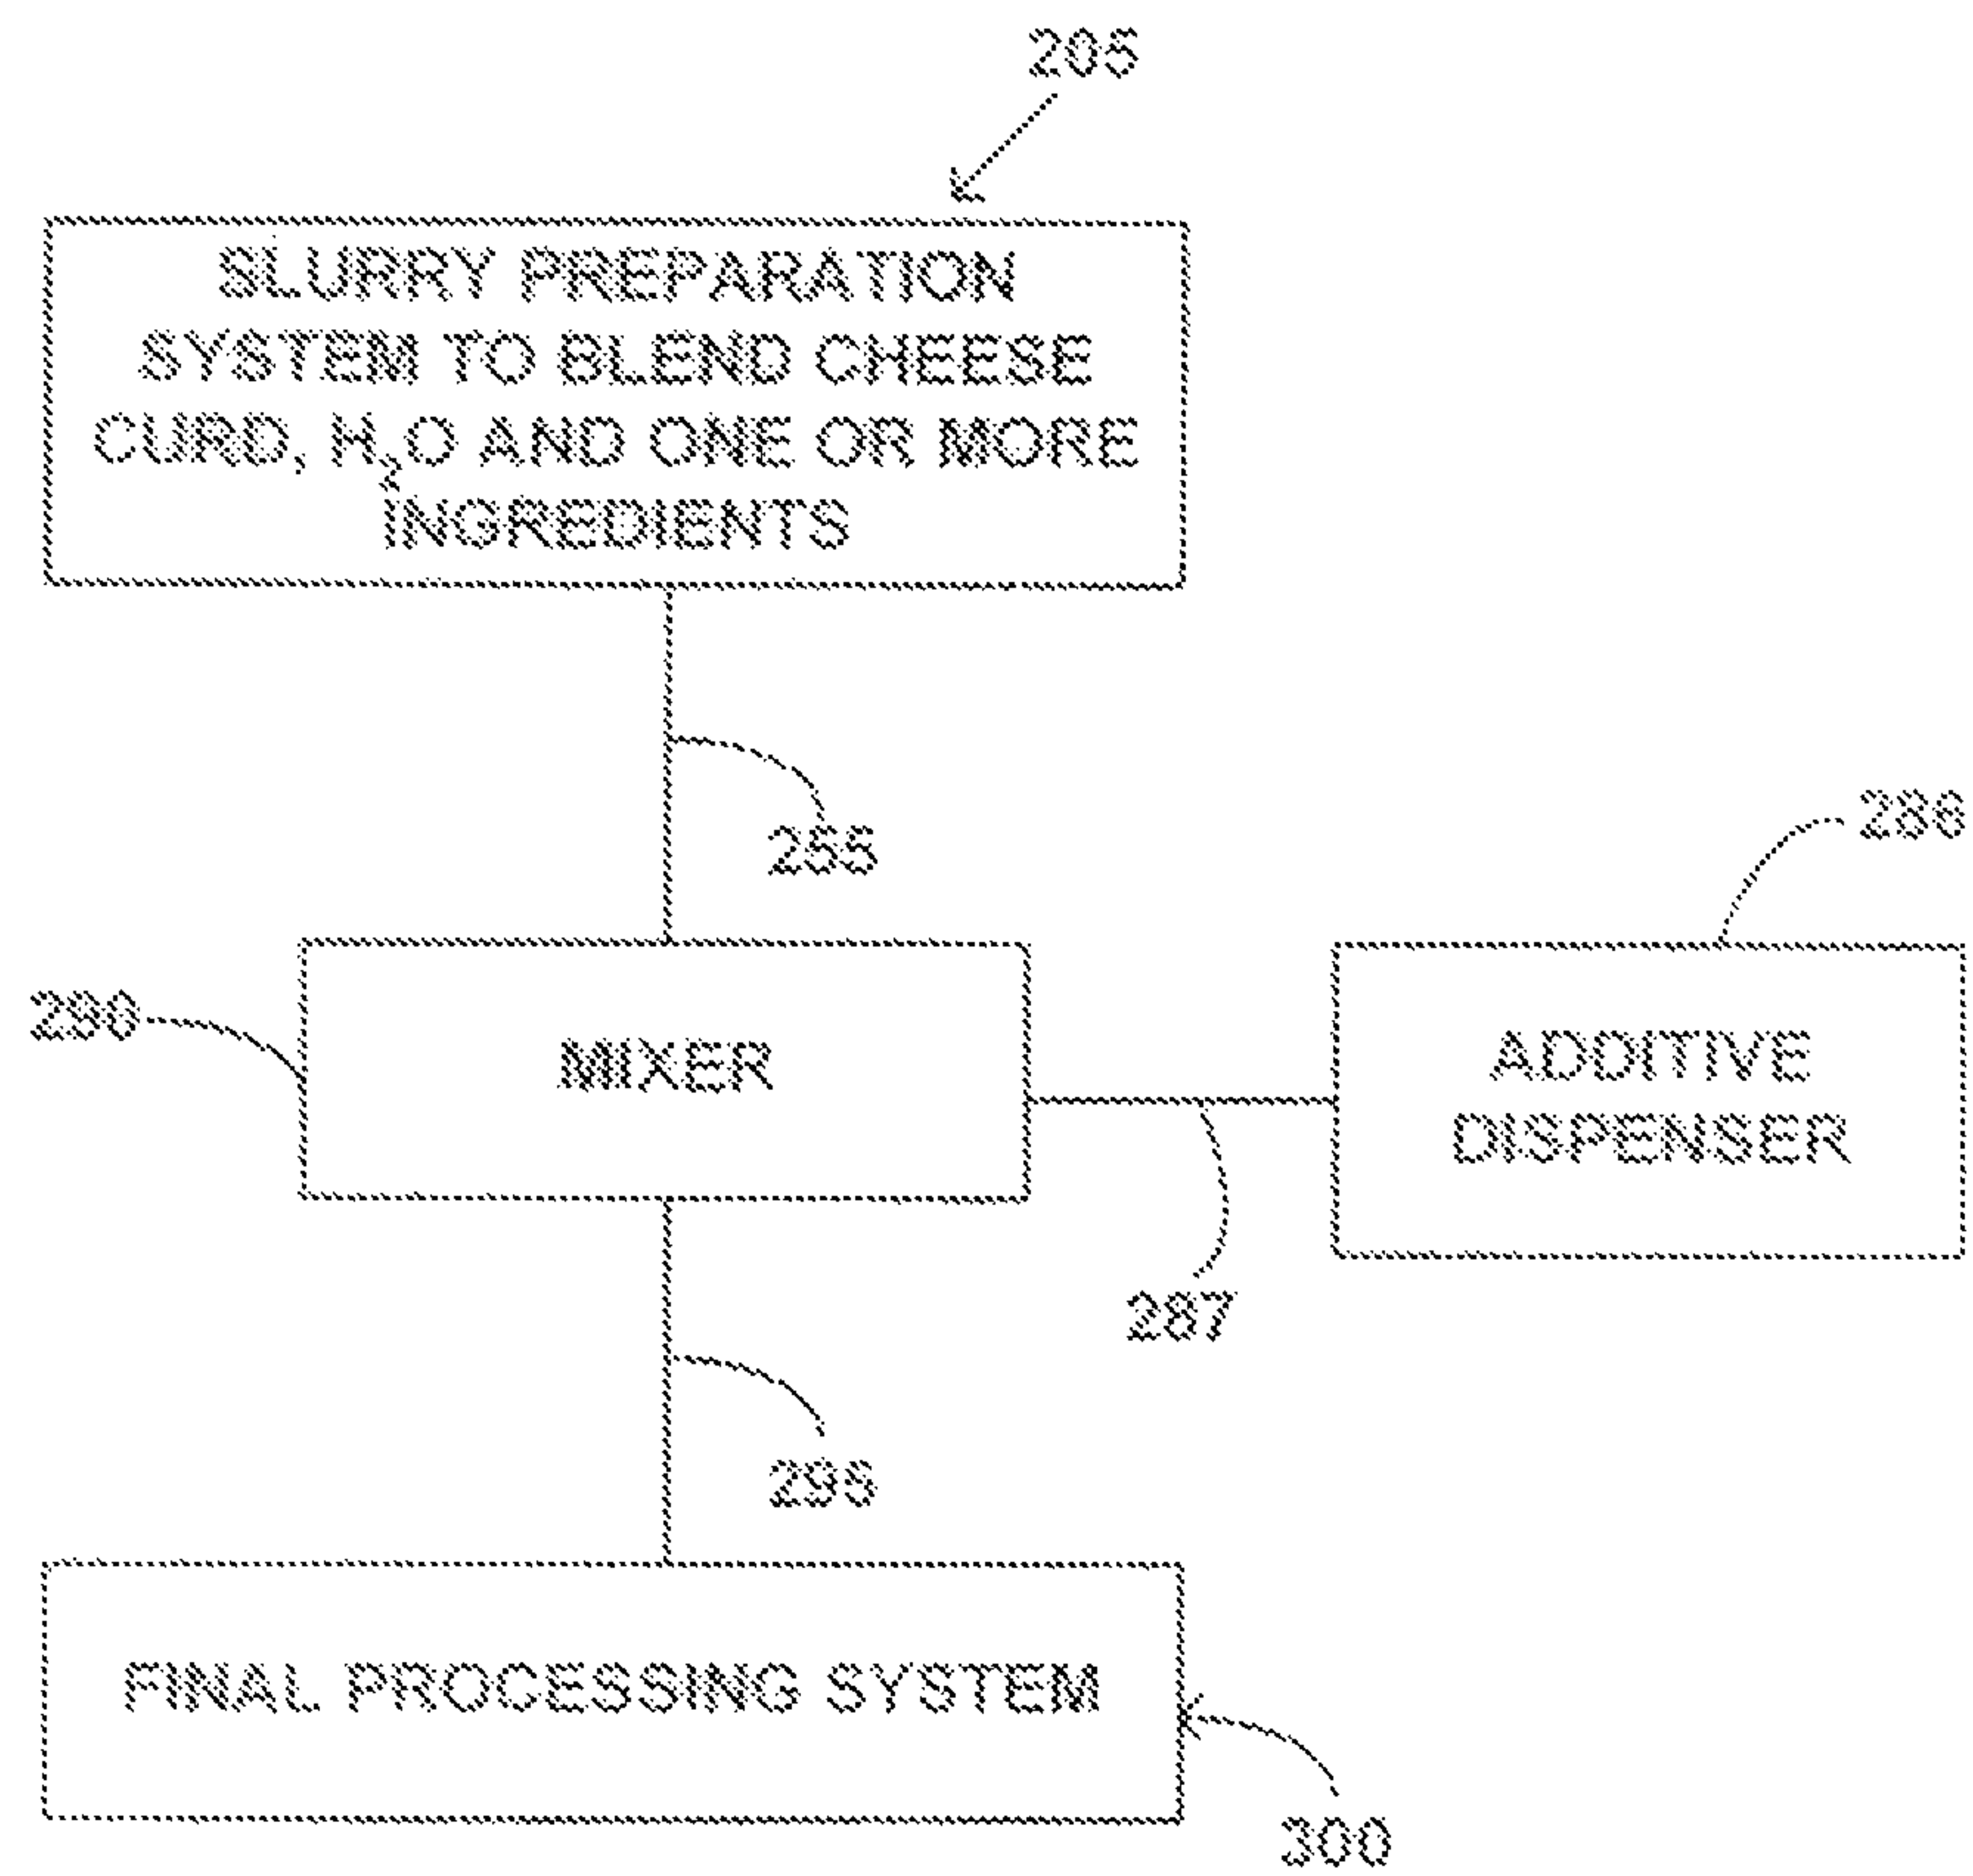 205
SLURRY PREPARATION
SYSTEM TO BLEND CHEESE
CURD, H₂O AND ONE OR MORE
INGREDIENTS
255
286
280
MIXER
ADDITIVE
DISPENSER
287
295
FINAL PROCESSING SYSTEM
300